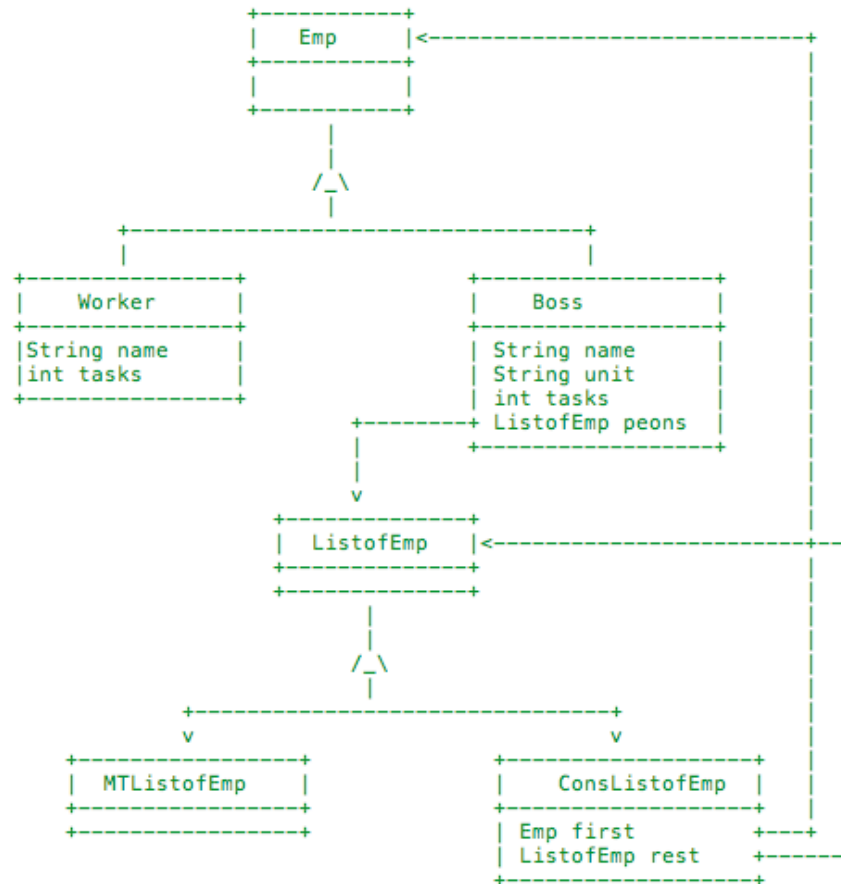 Emp
Worker
Boss
String name
int tasks
String name
String unit
int tasks
ListofEmp peons
ListofEmp
MTListofEmp
ConsListofEmp
Emp first
ListofEmp rest